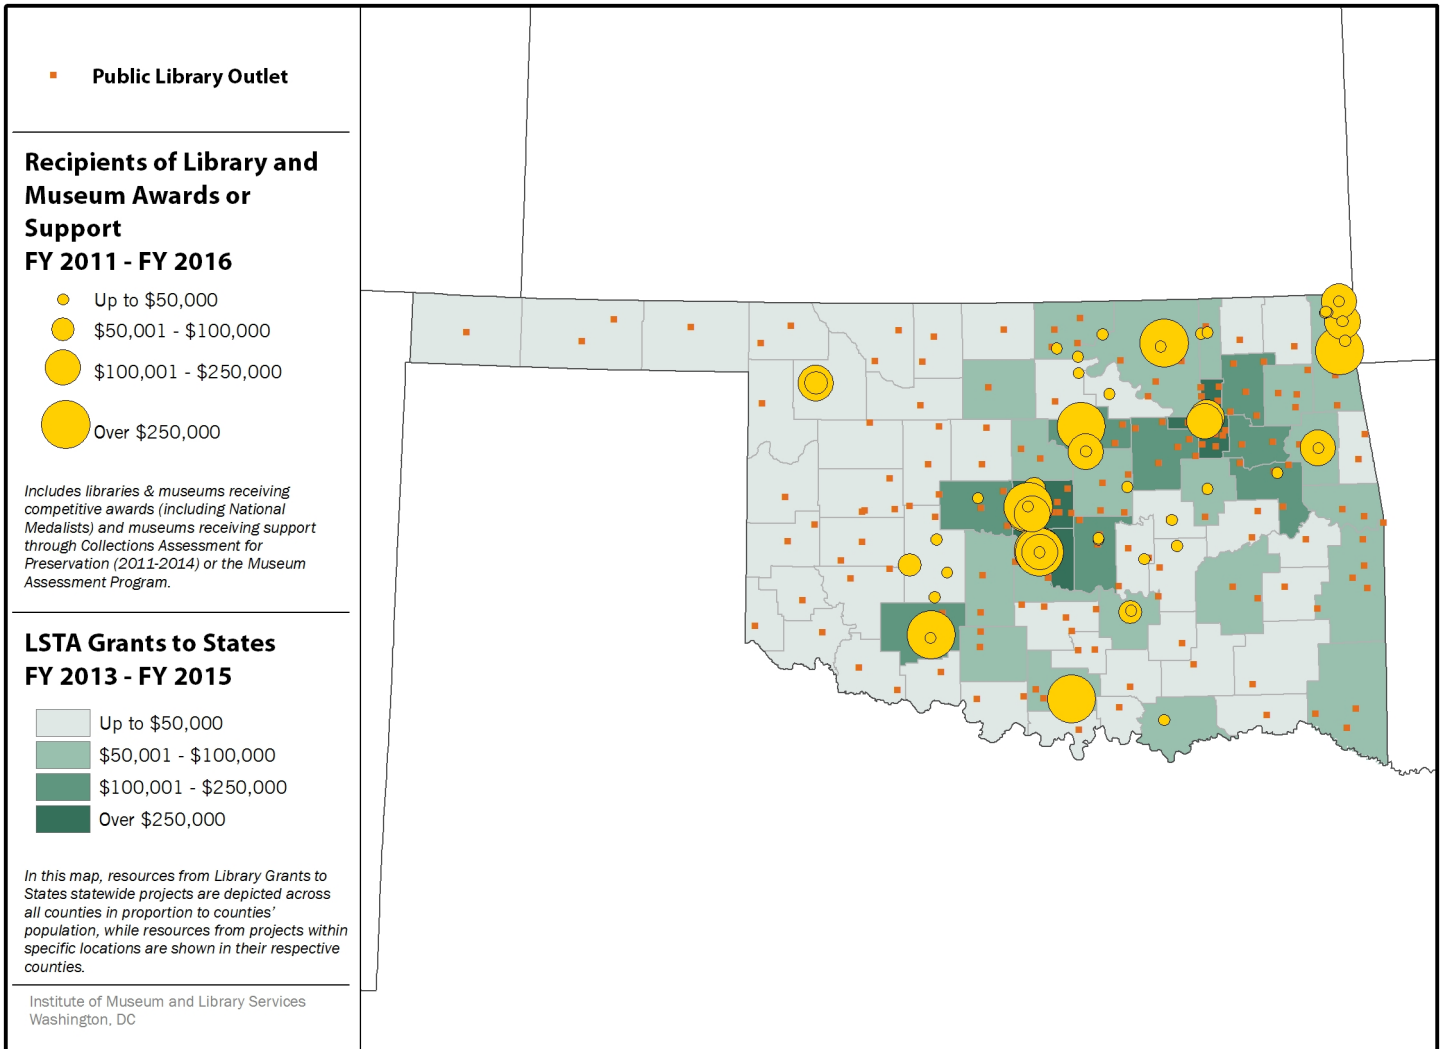 Public Library Outlet
Recipients of Library and
Museum Awards or
Support
FY 2011 - FY 2016
Up to $50,000
$50,001 - $100,000
$100,001 - $250,000
Over $250,000
Includes libraries & museums receiving
competitive awards (including National
Medalists) and museums receiving support
through Collections Assessment for
Preservation (2011-2014) or the Museum
Assessment Program.
LSTA Grants to States
FY 2013 - FY 2015
Up to $50,000
$50,001 - $100,000
$100,001 - $250,000
Over $250,000
In this map, resources from Library Grants to
States statewide projects are depicted across
all counties in proportion to counties'
population, while resources from projects within
specific locations are shown in their respective
counties.
Institute of Museum and Library Services
Washington, DC